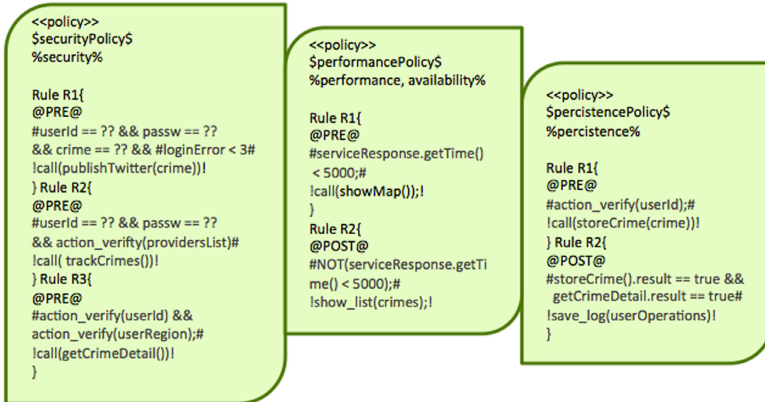 <<policy>>
$securityPolicy$
%security%
Rule R1{
@PRE@
#userId == ?? && passw == ??
&& crime == ?? && #loginError < 3#
!call(publishTwitter(crime))!
} Rule R2{
@PRE@
#userId == ?? && passw == ??
&& action_verifty(providersList)#
!call( trackCrimes())!
} Rule R3{
@PRE@
#action_verify(userId) &&
action_verify(userRegion);#
!call(getCrimeDetail())!
}
<<policy>>
$performancePolicy$
%performance, availability%
Rule R1{
@PRE@
#serviceResponse.getTime()
< 5000;#
!call(showMap());!
}
Rule R2{
@POST@
#NOT(serviceResponse.getTi
me() < 5000);#
!show_list(crimes);!
<<policy>>
$percistencePolicy$
%percistence%
Rule R1{
@PRE@
#action_verify(userId);#
!call(storeCrime(crime))!
} Rule R2{
@POST@
#storeCrime().result == true &&
getCrimeDetail.result == true#
!save_log(userOperations)!
}